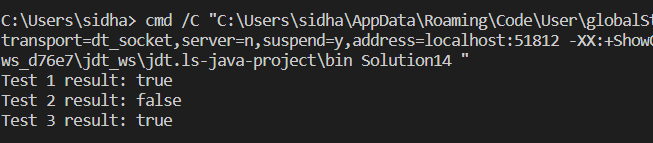 C:\Users\sidha> cmd /C "C:\Users\sidha\AppData\Roaming\Code\User\globalSt
transport=dt_socket,server=n,suspend=y,address=localhost:51812 -XX:+ShowC
ws_d76e7\jdt_ws\jdt.ls-java-project\bin Solution14 "
Test 1 result: true
Test 2 result: false
Test 3 result: true